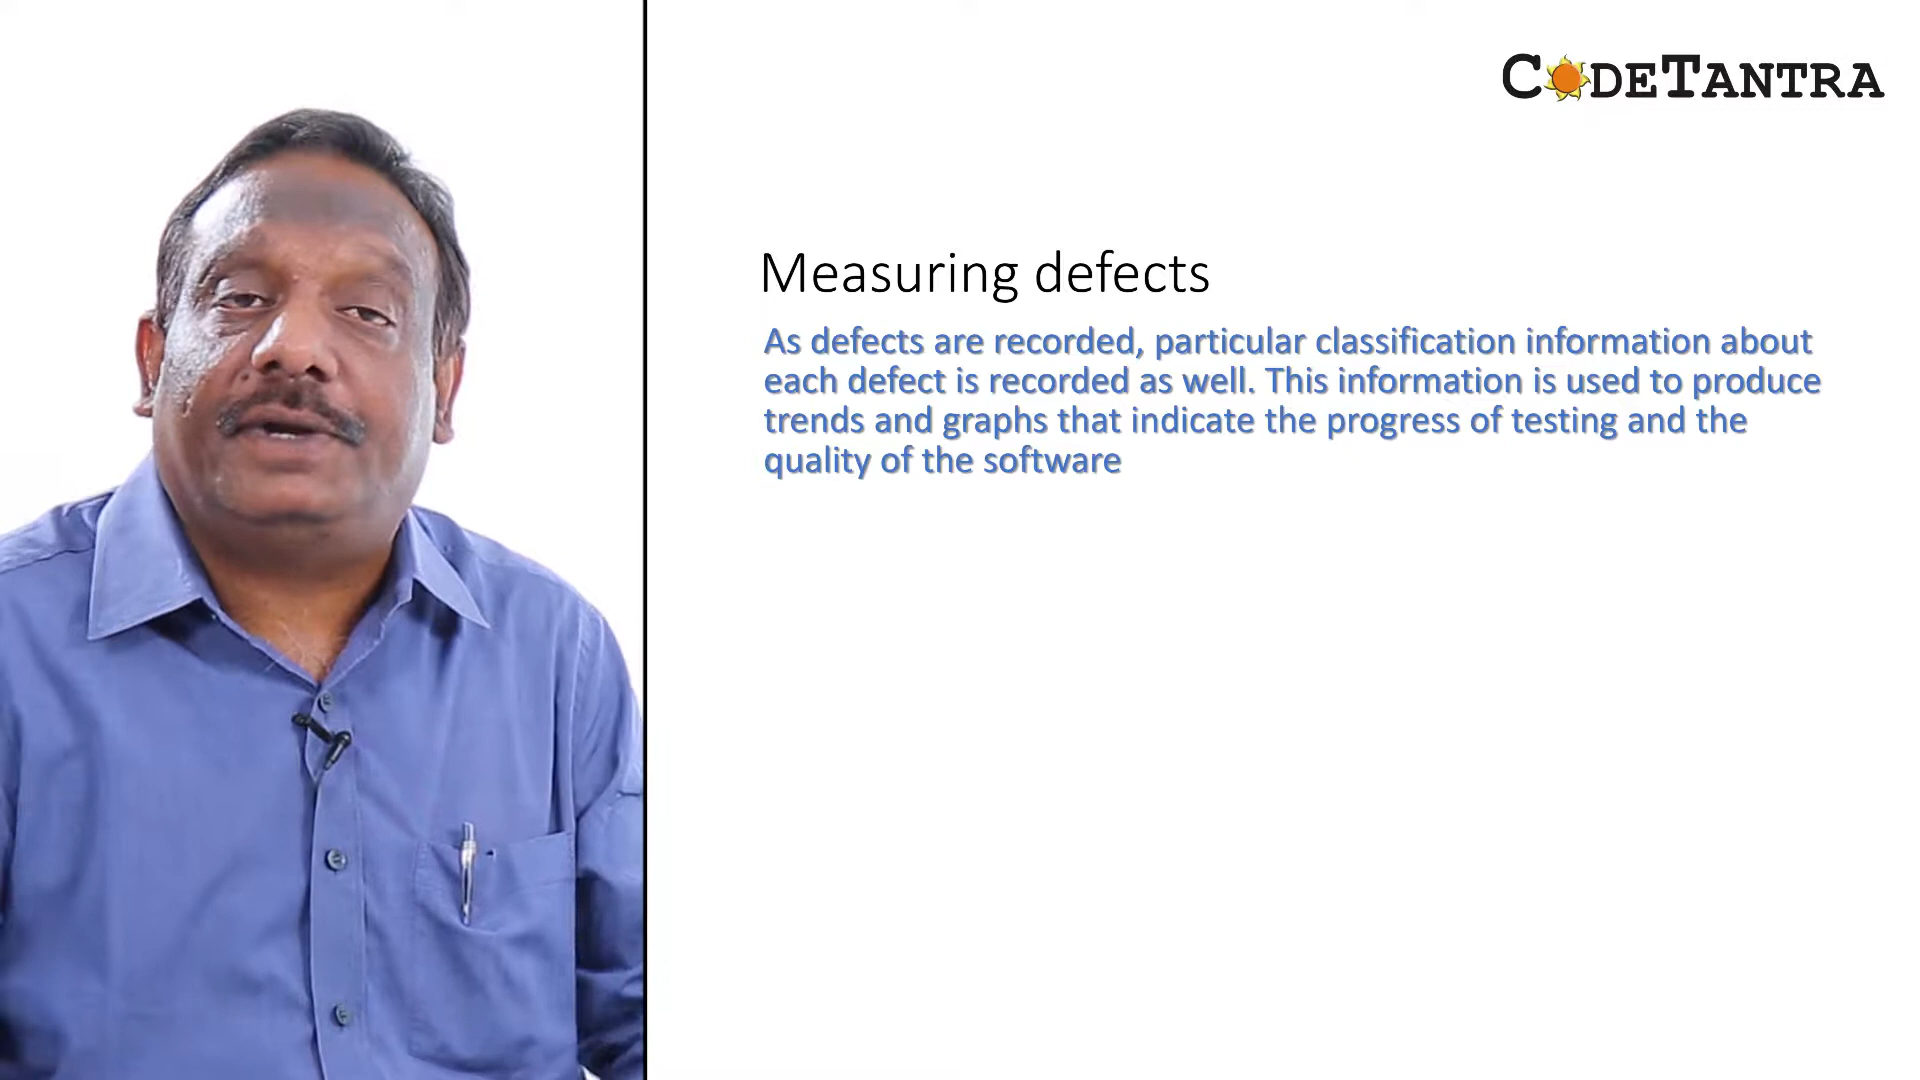 CODETANTRA
Measuring defects
As defects are recorded, particular classification information about
each defect is recorded as well. This information is used to produce
trends and graphs that indicate the progress of testing and the
quality of the software